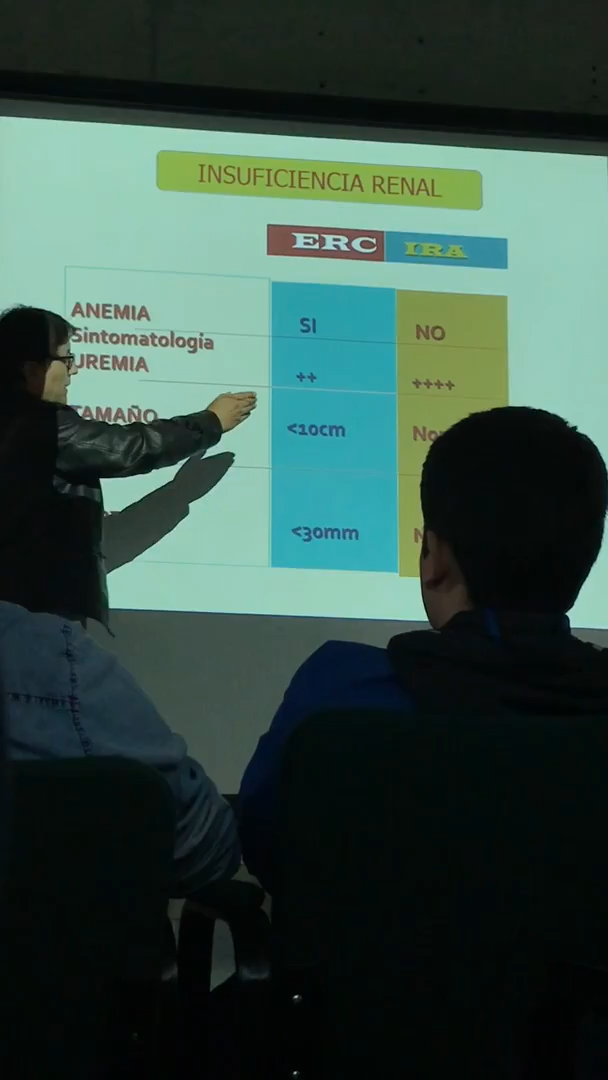 INSUFICIENCIA RENAL
ERC IRA
ANEMIA SI NO
Sintomatologia
UREMIA ++ ++++
TAMAÑO <10cm
<30mm